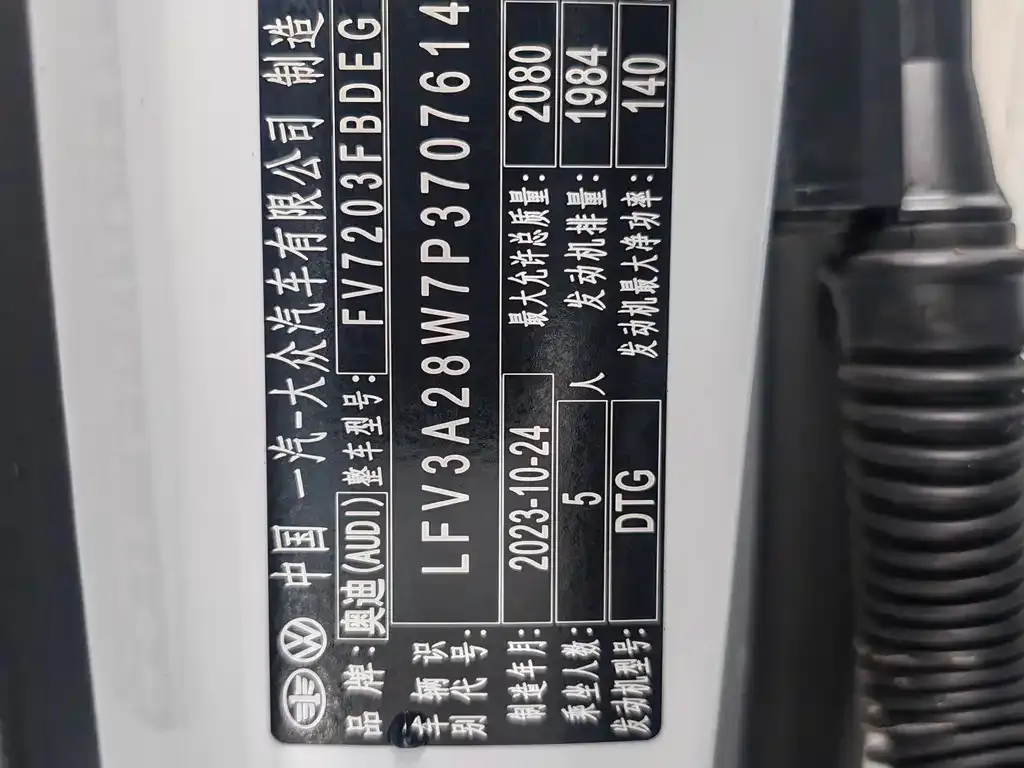 中国 一汽-大众汽车有限公司 制造
品牌: 奥迪(AUDI) 整车型号: FV7203FBDEG
车辆识别代号: LFV3A28W7P3707614
制造年月: 2023-10-24 最大允许总质量: 2080
乘坐人数: 5 人 发动机排量: 1984
发动机型号: DTG 发动机最大净功率: 140